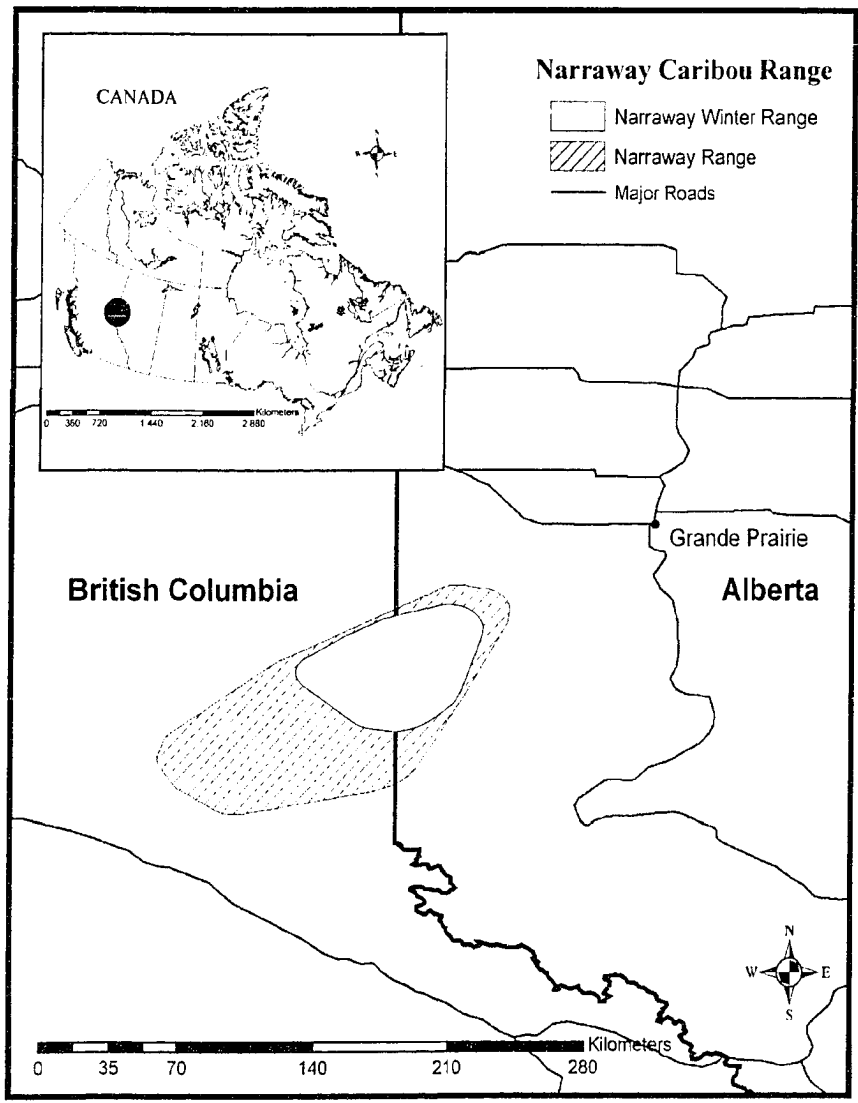 CANADA
N
E
0 360 720 1 440 2.160 2 880
Kilometers
Narraway Caribou Range
Narraway Winter Range
Narraway Range
Major Roads
Grande Prairie
British Columbia
Alberta
N
W E
S
Kilometers
0 35 70 140 210 280